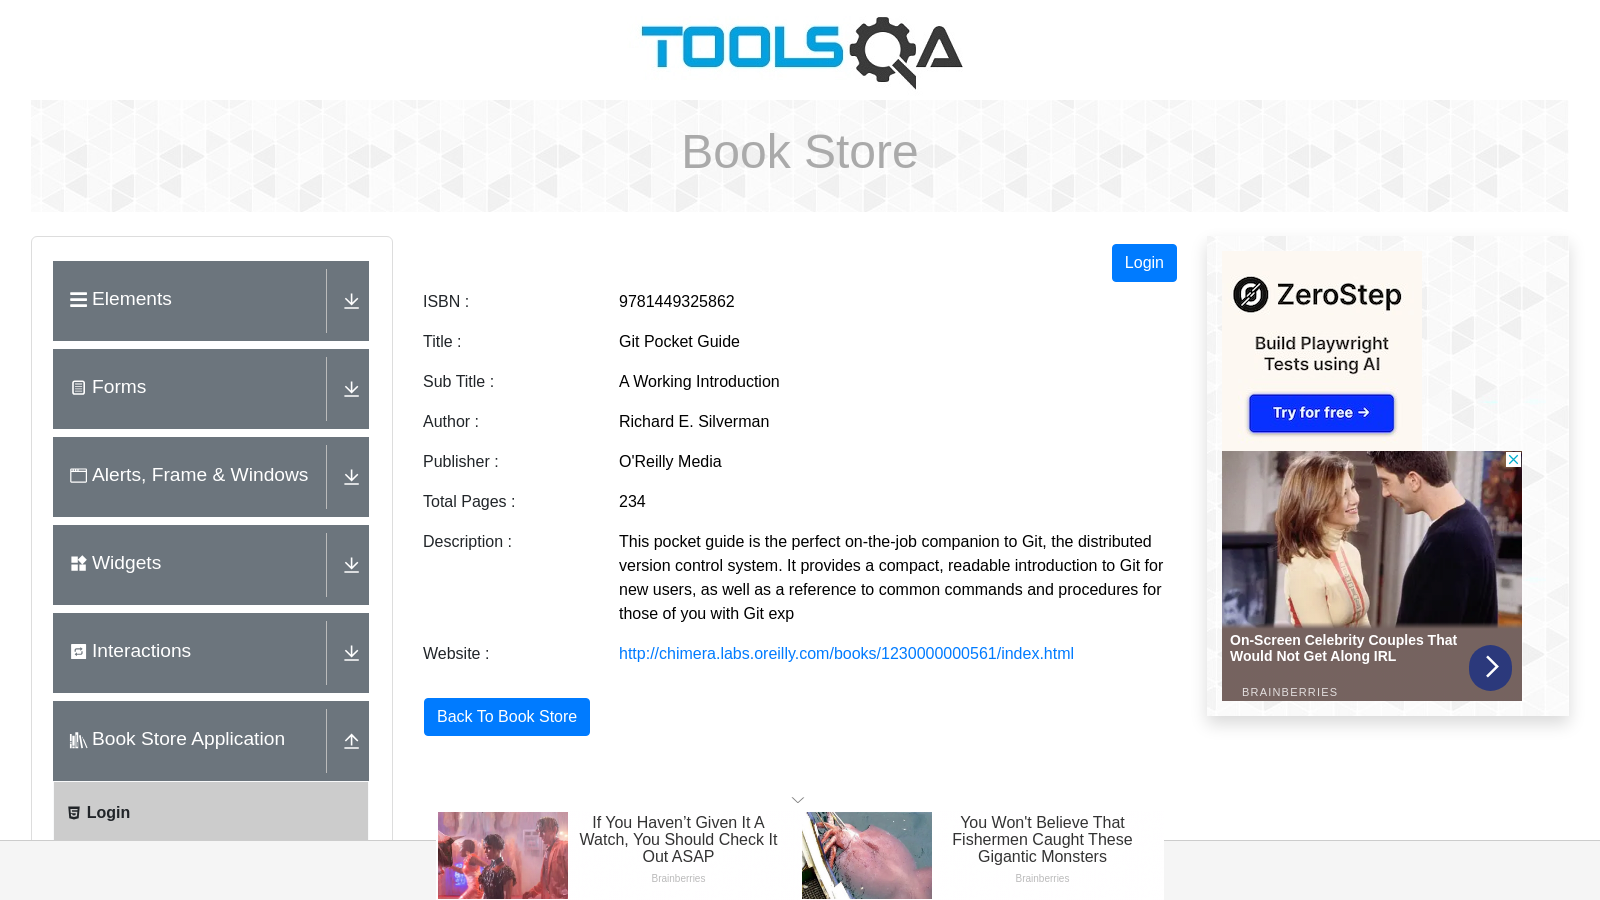 TOOLSQA
Book Store
Elements
Forms
Alerts, Frame & Windows
Widgets
Interactions
Book Store Application
Login
Login
ISBN : 9781449325862
Title : Git Pocket Guide
Sub Title : A Working Introduction
Author : Richard E. Silverman
Publisher : O'Reilly Media
Total Pages : 234
Description : This pocket guide is the perfect on-the-job companion to Git, the distributed
version control system. It provides a compact, readable introduction to Git for
new users, as well as a reference to common commands and procedures for
those of you with Git exp
Website : http://chimera.labs.oreilly.com/books/1230000000561/index.html
Back To Book Store
ZeroStep
Build Playwright
Tests using AI
Try for free →
On-Screen Celebrity Couples That
Would Not Get Along IRL
BRAINBERRIES
If You Haven’t Given It A
Watch, You Should Check It
Out ASAP
Brainberries
You Won't Believe That
Fishermen Caught These
Gigantic Monsters
Brainberries